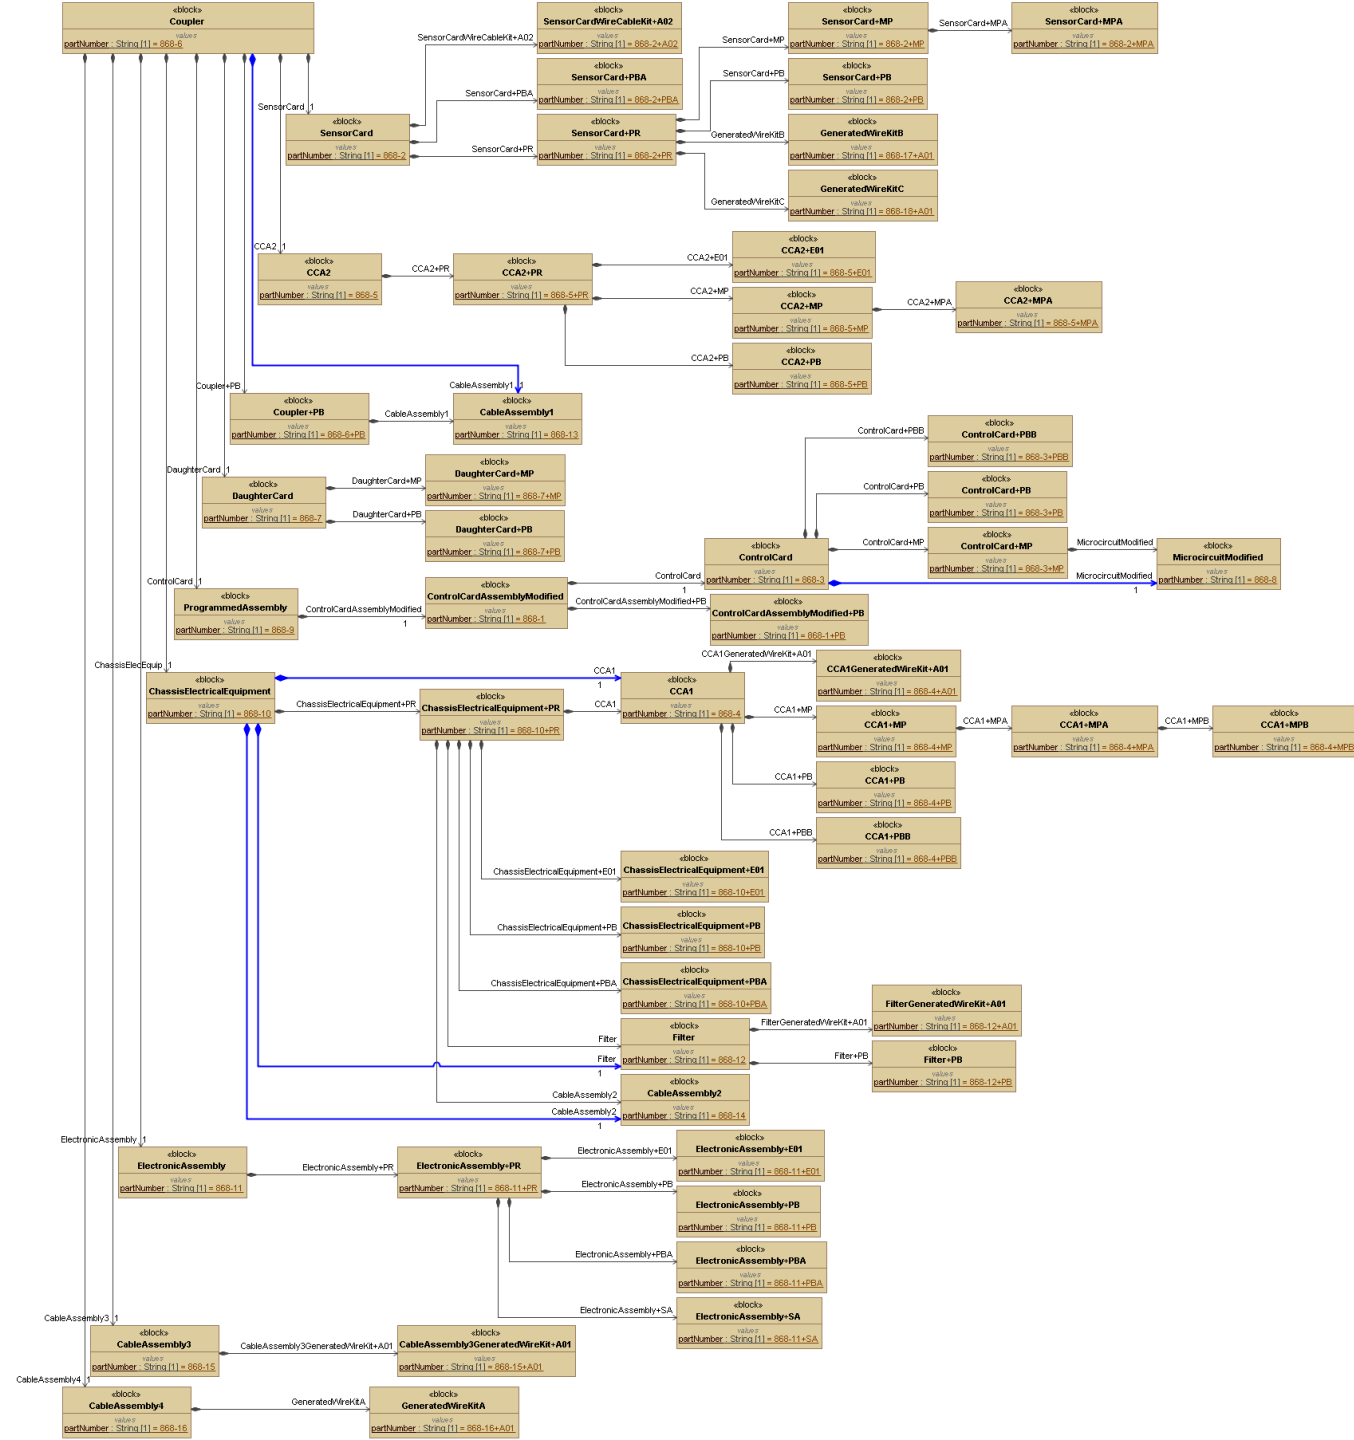 «block»
Coupler
values
partNumber : String [1] = 868-6
«block»
SensorCardWireCableKit+A02
values
partNumber : String [1] = 868-2+A02
«block»
SensorCard+MP
values
partNumber : String [1] = 868-2+MP
«block»
SensorCard+MPA
values
partNumber : String [1] = 868-2+MPA
SensorCardWireCableKit+A02
SensorCard+MP
SensorCard+MPA
«block»
SensorCard+PBA
values
partNumber : String [1] = 868-2+PBA
«block»
SensorCard+PB
values
partNumber : String [1] = 868-2+PB
SensorCard+PBA
SensorCard+PB
SensorCard 1
«block»
SensorCard
values
partNumber : String [1] = 868-2
SensorCard+PR
«block»
SensorCard+PR
values
partNumber : String [1] = 868-2+PR
GeneratedWireKitB
«block»
GeneratedWireKitB
values
partNumber : String [1] = 868-17+A01
GeneratedWireKitC
«block»
GeneratedWireKitC
values
partNumber : String [1] = 868-18+A01
CCA2 1
«block»
CCA2
values
partNumber : String [1] = 868-5
CCA2+PR
«block»
CCA2+PR
values
partNumber : String [1] = 868-5+PR
CCA2+E01
«block»
CCA2+E01
values
partNumber : String [1] = 868-5+E01
CCA2+MP
«block»
CCA2+MP
values
partNumber : String [1] = 868-5+MP
CCA2+MPA
«block»
CCA2+MPA
values
partNumber : String [1] = 868-5+MPA
CCA2+PB
«block»
CCA2+PB
values
partNumber : String [1] = 868-5+PB
Coupler+PB
«block»
Coupler+PB
values
partNumber : String [1] = 868-6+PB
CableAssembly1
CableAssembly1 1
«block»
CableAssembly1
values
partNumber : String [1] = 868-13
DaughterCard 1
«block»
DaughterCard
values
partNumber : String [1] = 868-7
DaughterCard+MP
«block»
DaughterCard+MP
values
partNumber : String [1] = 868-7+MP
DaughterCard+PB
«block»
DaughterCard+PB
values
partNumber : String [1] = 868-7+PB
ControlCard+PBB
«block»
ControlCard+PBB
values
partNumber : String [1] = 868-3+PBB
ControlCard+PB
«block»
ControlCard+PB
values
partNumber : String [1] = 868-3+PB
ControlCard+MP
«block»
ControlCard+MP
values
partNumber : String [1] = 868-3+MP
MicrocircuitModified
MicrocircuitModified
1
«block»
MicrocircuitModified
values
partNumber : String [1] = 868-8
ControlCard
1
«block»
ControlCard
values
partNumber : String [1] = 868-3
ControlCard 1
«block»
ProgrammedAssembly
values
partNumber : String [1] = 868-9
ControlCardAssemblyModified
1
«block»
ControlCardAssemblyModified
values
partNumber : String [1] = 868-1
ControlCardAssemblyModified+PB
«block»
ControlCardAssemblyModified+PB
values
partNumber : String [1] = 868-1+PB
ChassisElecEquip 1
«block»
ChassisElectricalEquipment
values
partNumber : String [1] = 868-10
ChassisElectricalEquipment+PR
«block»
ChassisElectricalEquipment+PR
values
partNumber : String [1] = 868-10+PR
CCA1
1
CCA1
«block»
CCA1
values
partNumber : String [1] = 868-4
CCA1GeneratedWireKit+A01
«block»
CCA1GeneratedWireKit+A01
values
partNumber : String [1] = 868-4+A01
CCA1+MP
«block»
CCA1+MP
values
partNumber : String [1] = 868-4+MP
CCA1+MPA
«block»
CCA1+MPA
values
partNumber : String [1] = 868-4+MPA
CCA1+MPB
«block»
CCA1+MPB
values
partNumber : String [1] = 868-4+MPB
CCA1+PB
«block»
CCA1+PB
values
partNumber : String [1] = 868-4+PB
CCA1+PBB
«block»
CCA1+PBB
values
partNumber : String [1] = 868-4+PBB
ChassisElectricalEquipment+E01
«block»
ChassisElectricalEquipment+E01
values
partNumber : String [1] = 868-10+E01
ChassisElectricalEquipment+PB
«block»
ChassisElectricalEquipment+PB
values
partNumber : String [1] = 868-10+PB
ChassisElectricalEquipment+PBA
«block»
ChassisElectricalEquipment+PBA
values
partNumber : String [1] = 868-10+PBA
Filter
Filter
1
«block»
Filter
values
partNumber : String [1] = 868-12
FilterGeneratedWireKit+A01
«block»
FilterGeneratedWireKit+A01
values
partNumber : String [1] = 868-12+A01
Filter+PB
«block»
Filter+PB
values
partNumber : String [1] = 868-12+PB
CableAssembly2
CableAssembly2
1
«block»
CableAssembly2
values
partNumber : String [1] = 868-14
ElectronicAssembly 1
«block»
ElectronicAssembly
values
partNumber : String [1] = 868-11
ElectronicAssembly+PR
«block»
ElectronicAssembly+PR
values
partNumber : String [1] = 868-11+PR
ElectronicAssembly+E01
«block»
ElectronicAssembly+E01
values
partNumber : String [1] = 868-11+E01
ElectronicAssembly+PB
«block»
ElectronicAssembly+PB
values
partNumber : String [1] = 868-11+PB
ElectronicAssembly+PBA
«block»
ElectronicAssembly+PBA
values
partNumber : String [1] = 868-11+PBA
ElectronicAssembly+SA
«block»
ElectronicAssembly+SA
values
partNumber : String [1] = 868-11+SA
CableAssembly3 1
«block»
CableAssembly3
values
partNumber : String [1] = 868-15
CableAssembly3GeneratedWireKit+A01
«block»
CableAssembly3GeneratedWireKit+A01
values
partNumber : String [1] = 868-15+A01
CableAssembly4 1
«block»
CableAssembly4
values
partNumber : String [1] = 868-16
GeneratedWireKitA
«block»
GeneratedWireKitA
values
partNumber : String [1] = 868-16+A01